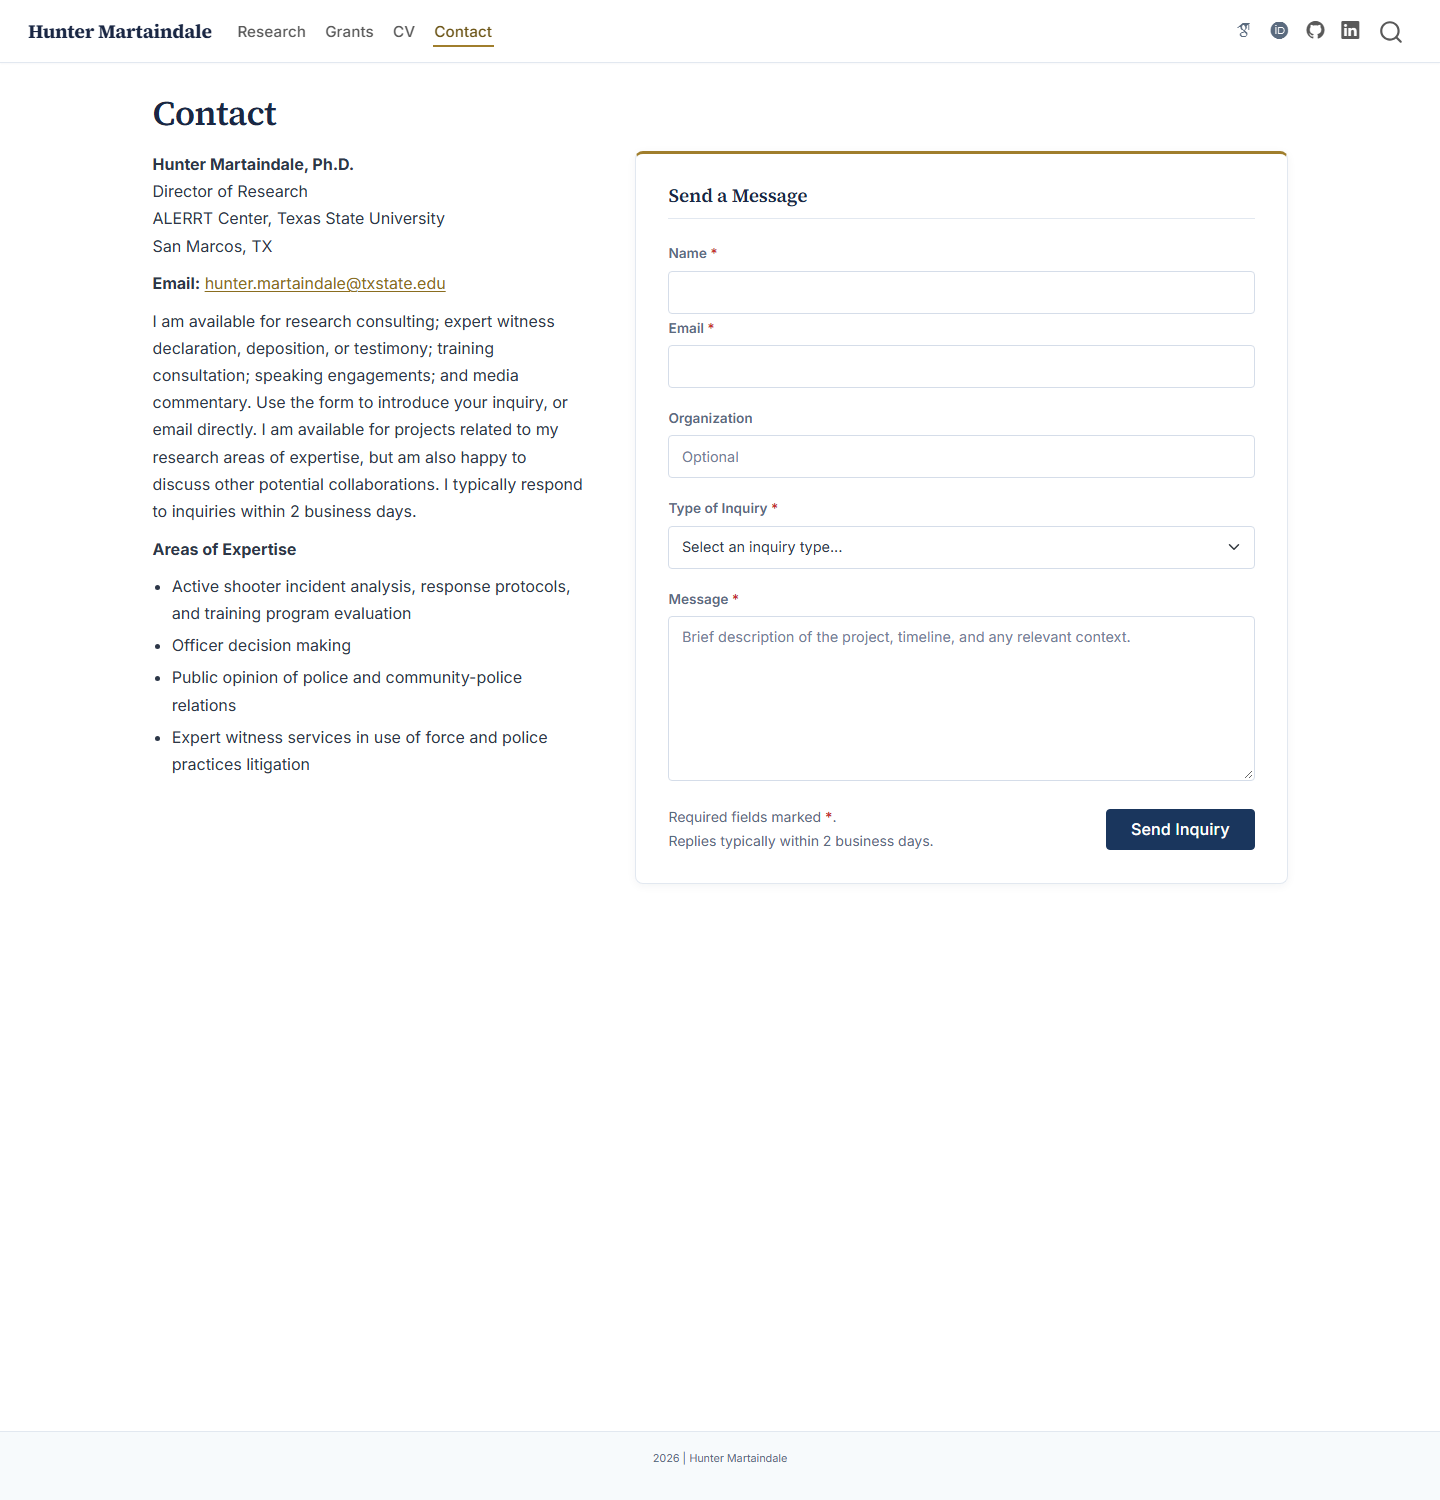 Hunter Martaindale
Research
Grants
CV
Contact
Contact
Hunter Martaindale, Ph.D.
Director of Research
ALERRT Center, Texas State University
San Marcos, TX
Email: hunter.martaindale@txstate.edu
I am available for research consulting; expert witness
declaration, deposition, or testimony; training
consultation; speaking engagements; and media
commentary. Use the form to introduce your inquiry, or
email directly. I am available for projects related to my
research areas of expertise, but am also happy to
discuss other potential collaborations. I typically respond
to inquiries within 2 business days.
Areas of Expertise
• Active shooter incident analysis, response protocols,
and training program evaluation
• Officer decision making
• Public opinion of police and community-police
relations
• Expert witness services in use of force and police
practices litigation
Send a Message
Name *
Email *
Organization
Optional
Type of Inquiry *
Select an inquiry type...
Message *
Brief description of the project, timeline, and any relevant context.
Required fields marked *.
Replies typically within 2 business days.
Send Inquiry
2026 | Hunter Martaindale